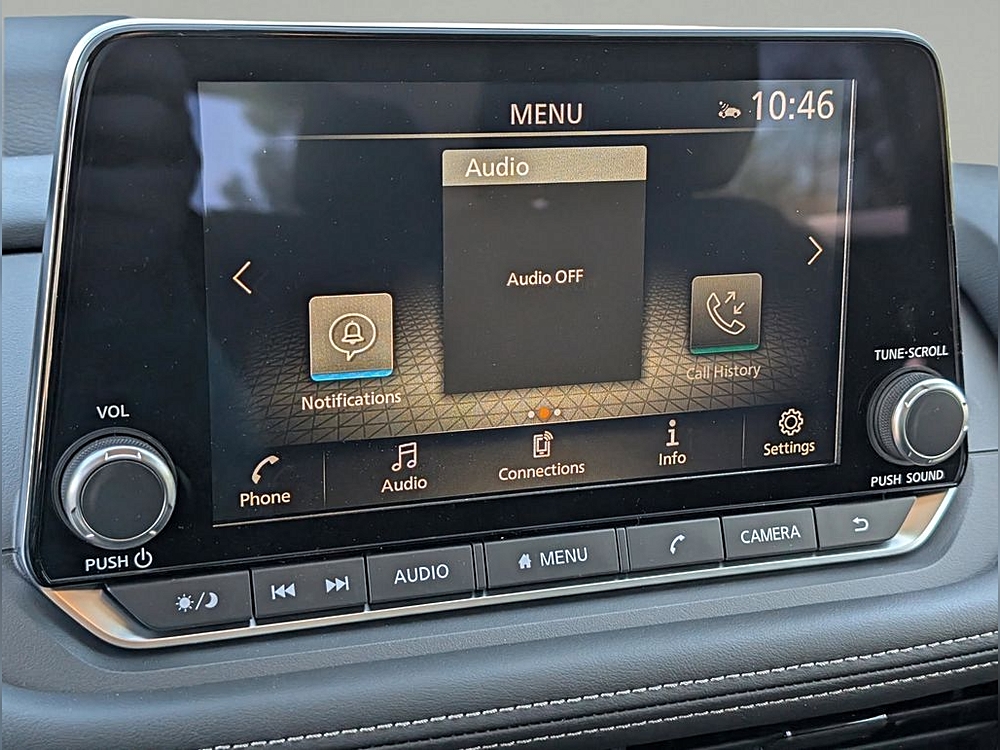 MENU
10:46
Audio
Audio OFF
Notifications
Call History
Phone
Audio
Connections
Info
Settings
VOL
PUSH
TUNE·SCROLL
PUSH SOUND
AUDIO
MENU
CAMERA